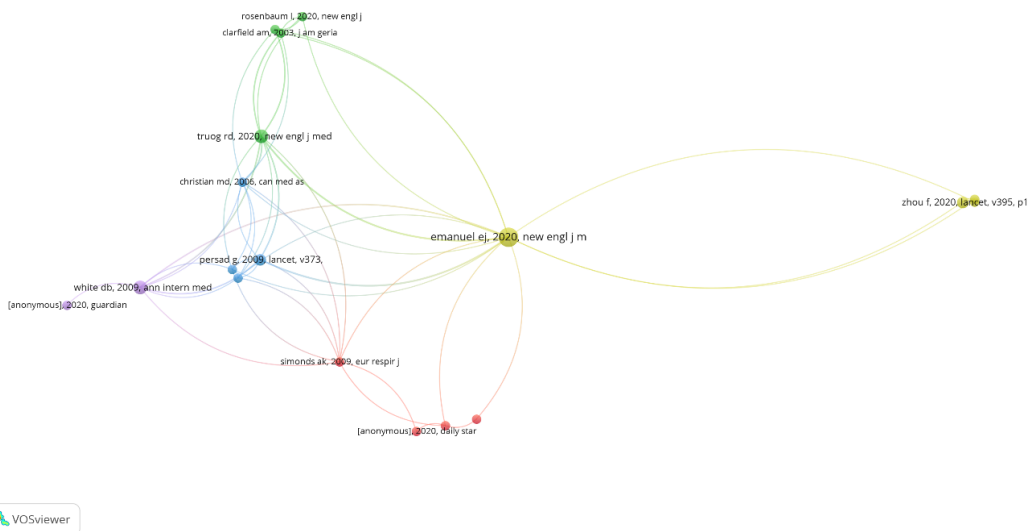 rosenbaum l, 2020, new engl j
clarfield am, 2003, j am geria
truog rd, 2020, new engl j med
christian md, 2006, can med as
zhou f, 2020, lancet, v395, p1
emanuel ej, 2020, new engl j m
persad g, 2009, lancet, v373,
white db, 2009, ann intern med
[anonymous], 2020, guardian
simonds ak, 2009, eur respir j
[anonymous], 2020, daily star
VOSviewer